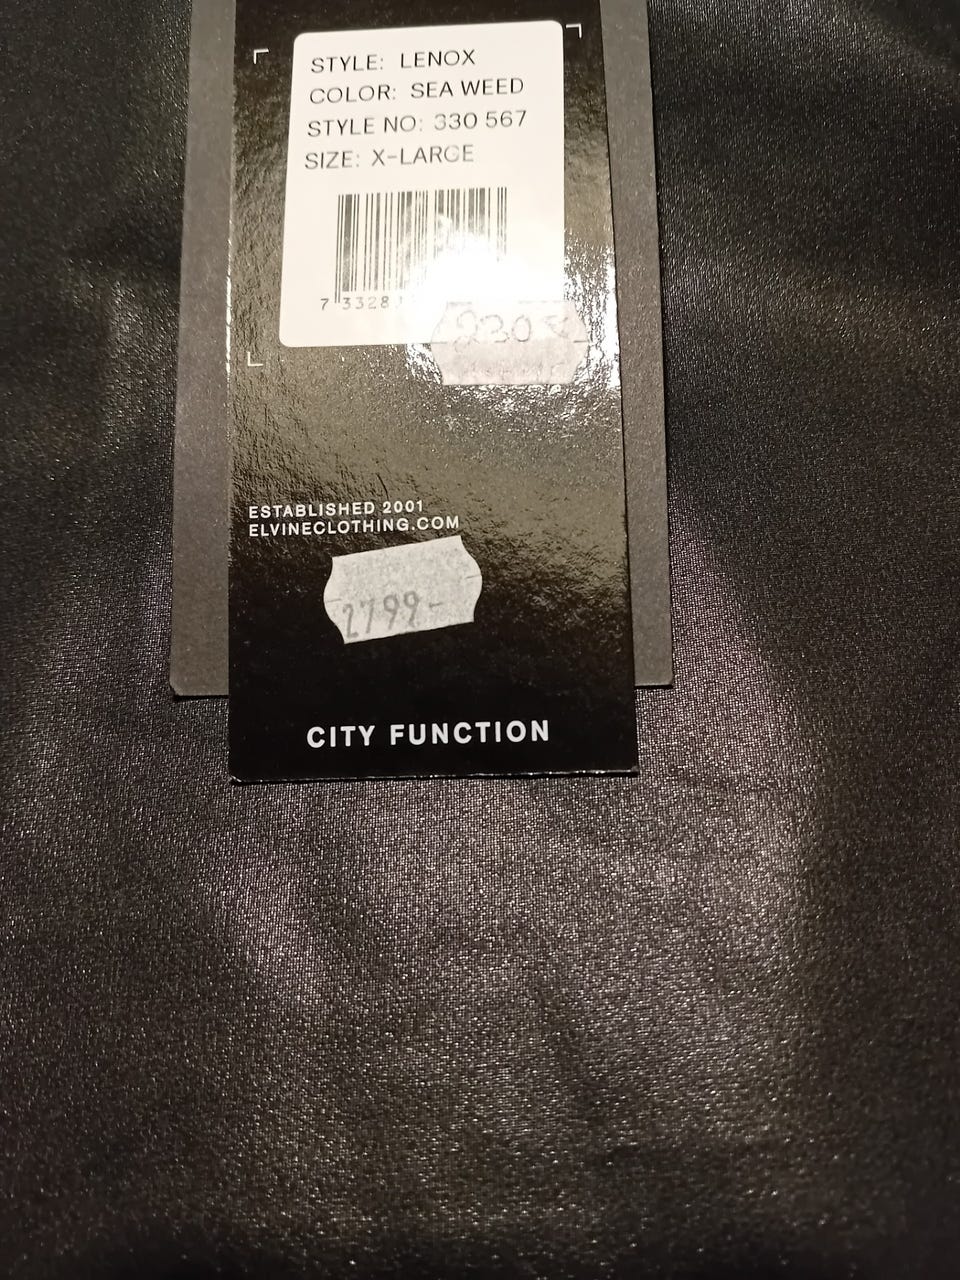 STYLE: LENOX
COLOR: SEA WEED
STYLE NO: 330 567
SIZE: X-LARGE
ESTABLISHED 2001
ELVINECLOTHING.COM
2799-
CITY FUNCTION